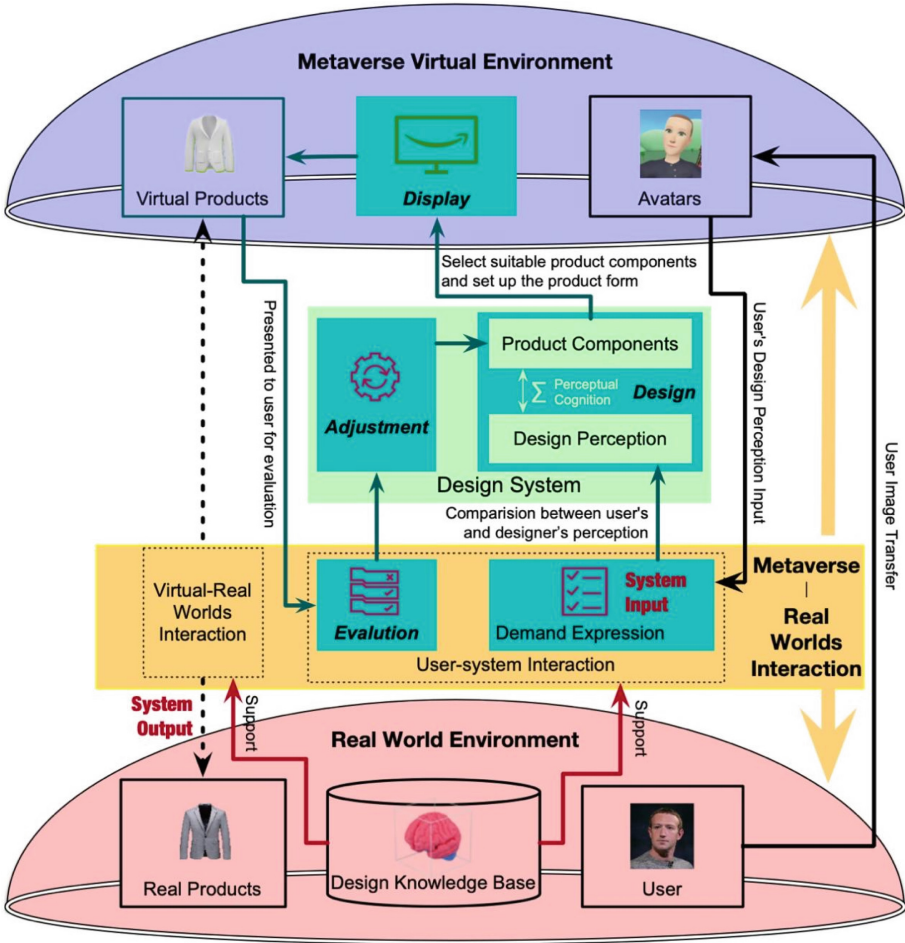 Metaverse Virtual Environment
Virtual Products
Display
Avatars
Select suitable product components
and set up the product form
Presented to user for evaluation
User's Design Perception Input
User Image Transfer
Product Components
Σ Perceptual
Cognition
Design
Adjustment
Design Perception
Design System
Comparision between user's
and designer's perception
Virtual-Real
Worlds
Interaction
Evalution
System
Input
Demand Expression
User-system Interaction
Metaverse
|
Real
Worlds
Interaction
System
Output
Support
Support
Real World Environment
Real Products
Design Knowledge Base
User